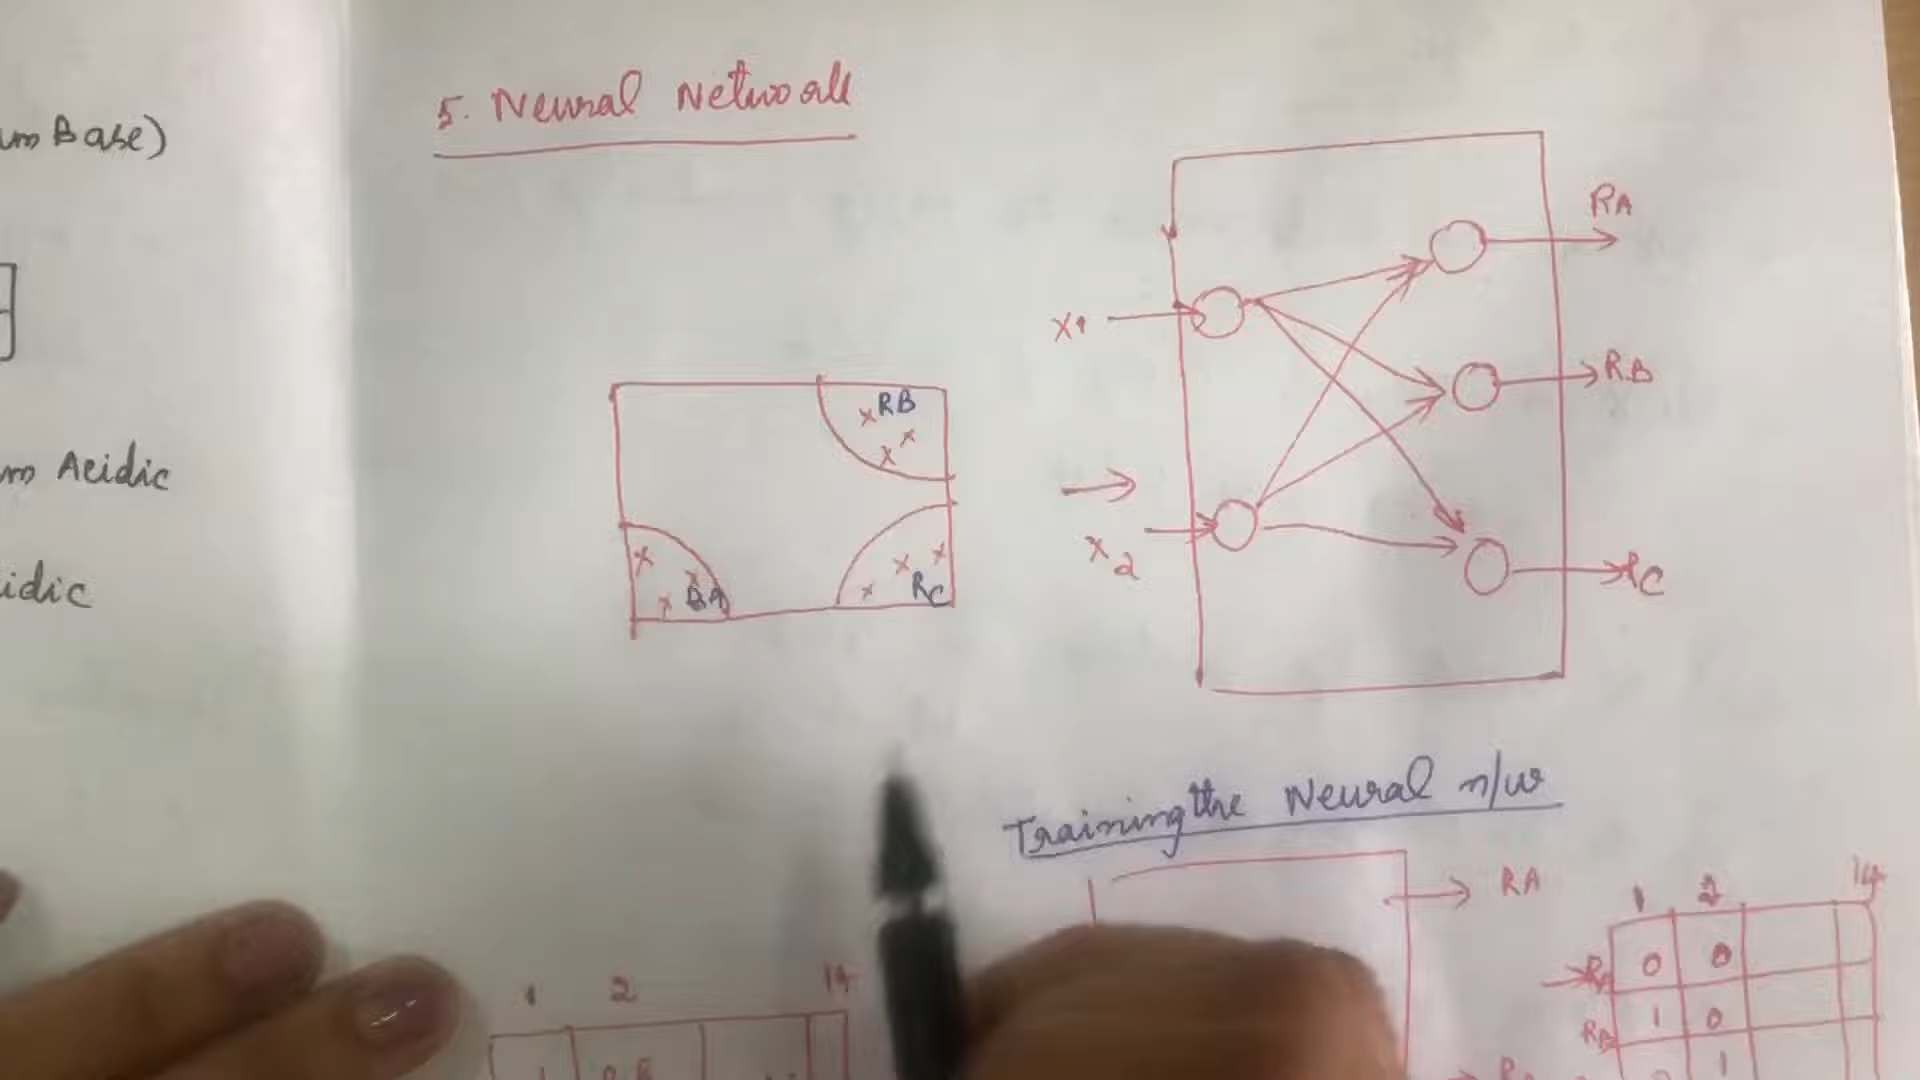 5. Neural Network
um Base)
m Acidic
idic
RB
RA
RC
X1
X2
RA
RB
RC
Training the Neural n/w
RA
1 2 14
RA 0 0
RB 1 0
1
1 2 14